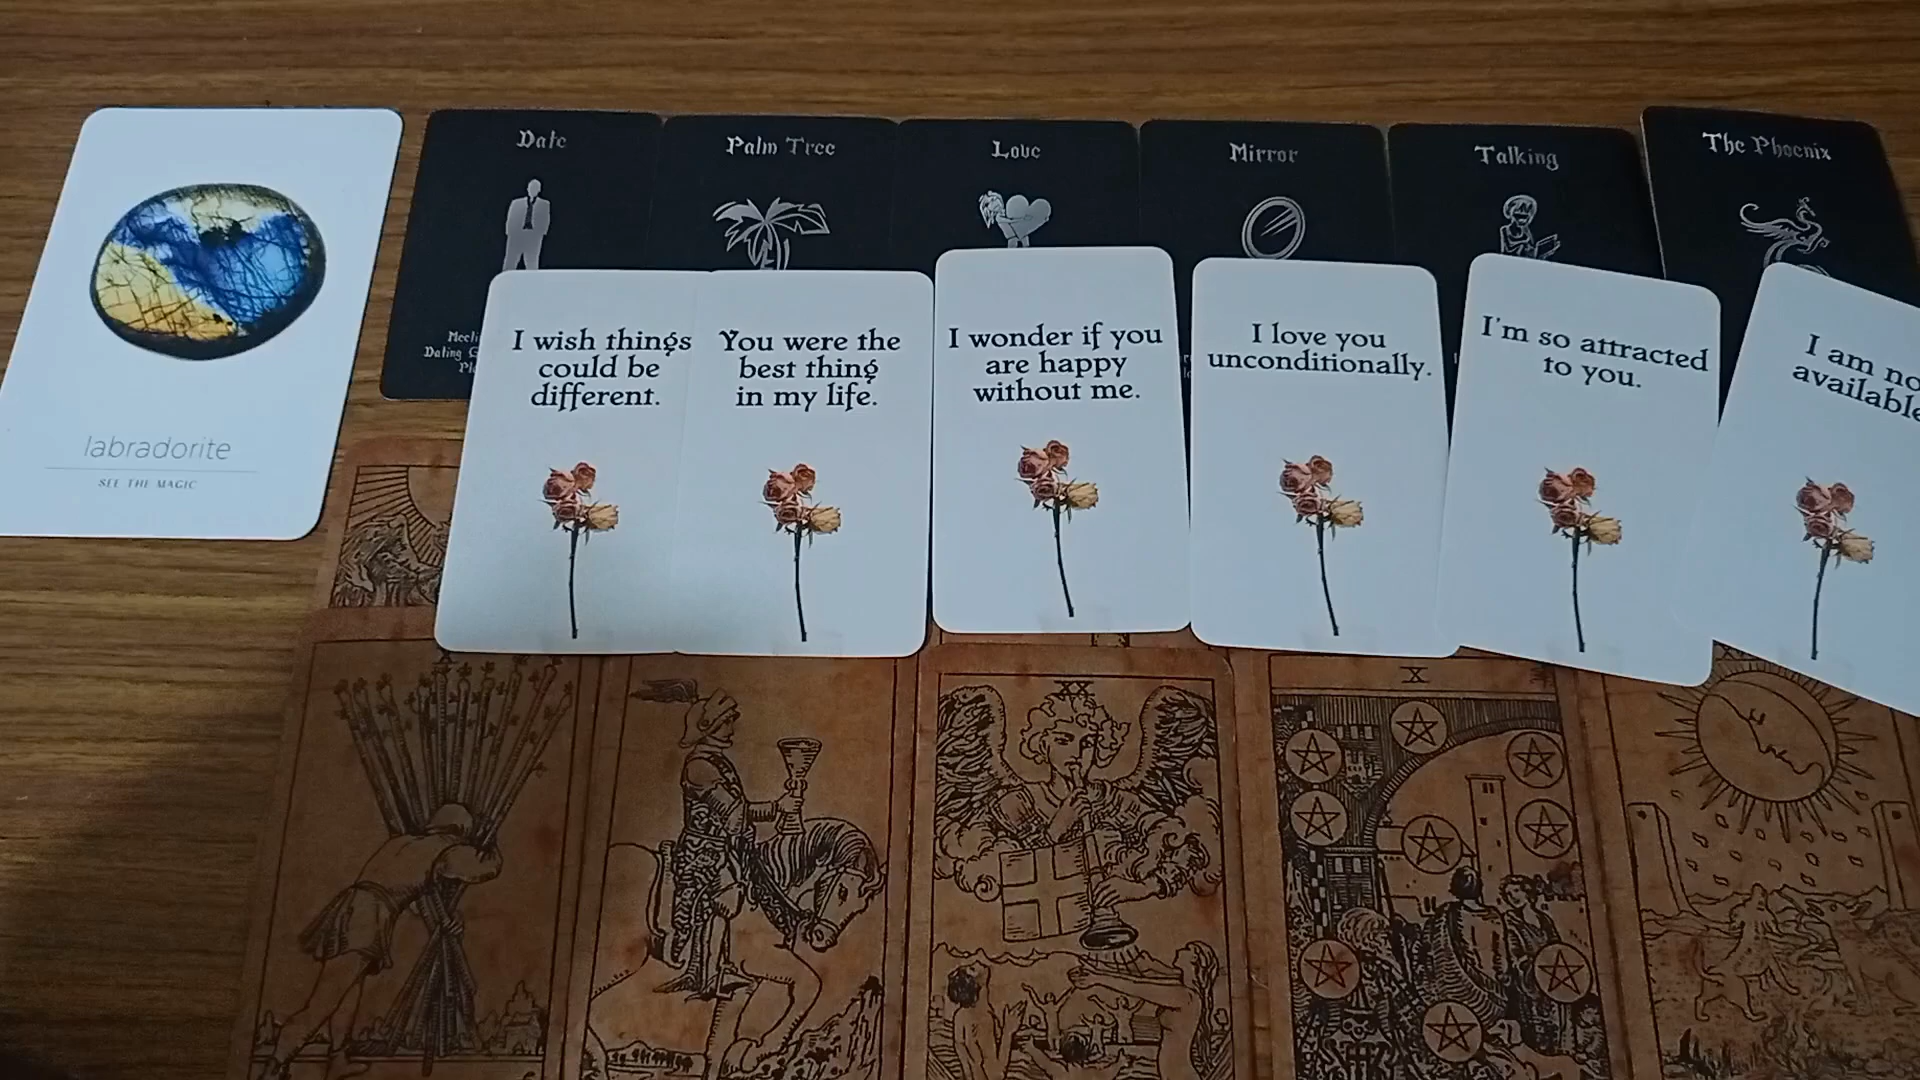 Date
Palm Tree
Love
Mirror
Talking
The Phoenix
labradorite
SEE THE MAGIC
I wish things
could be
different.
You were the
best thing
in my life.
I wonder if you
are happy
without me.
I love you
unconditionally.
I'm so attracted
to you.
I am
available
XX
X